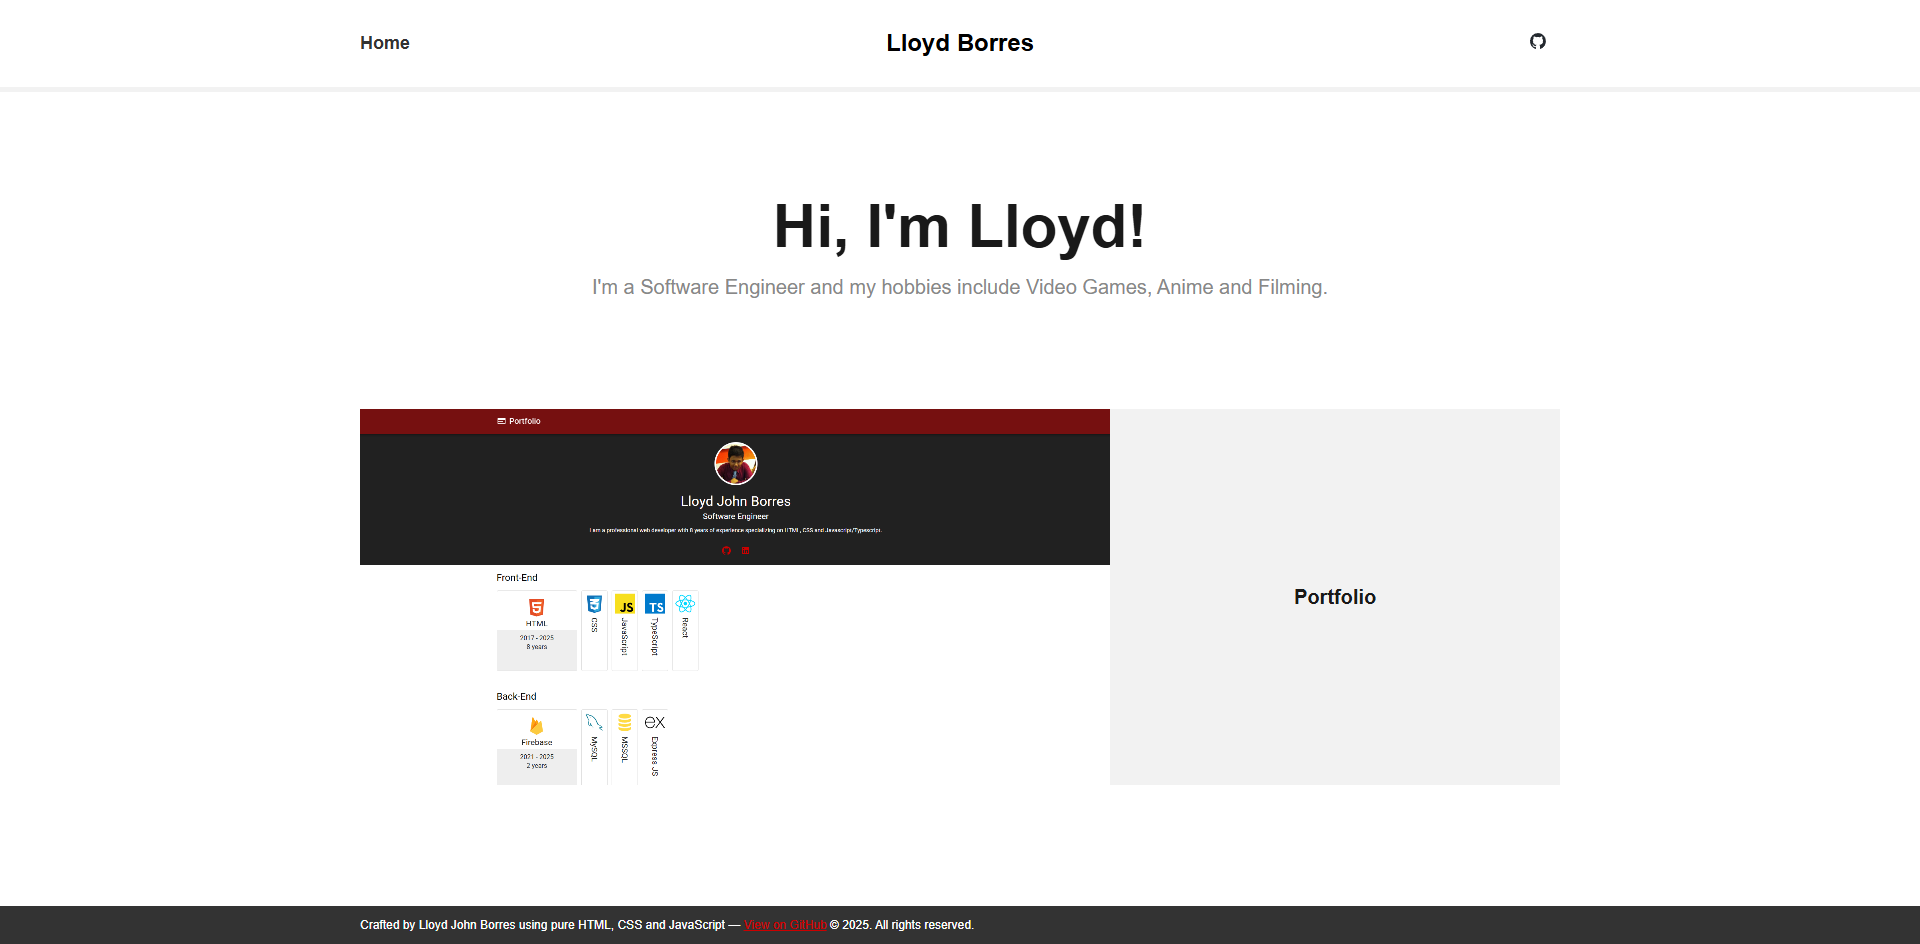 Home
Lloyd Borres
Hi, I'm Lloyd!
I'm a Software Engineer and my hobbies include Video Games, Anime and Filming.
Portfolio
Lloyd John Borres
Software Engineer
I am a professional web developer with 8 years of experience specializing on HTML, CSS and Javascript/Typescript.
Front-End
HTML
2017 - 2025
8 years
CSS
JS
JavaScript
TS
TypeScript
React
Back-End
Firebase
2021 - 2025
2 years
MySQL
MSSQL
ex
Express JS
Portfolio
Crafted by Lloyd John Borres using pure HTML, CSS and JavaScript — View on GitHub © 2025. All rights reserved.